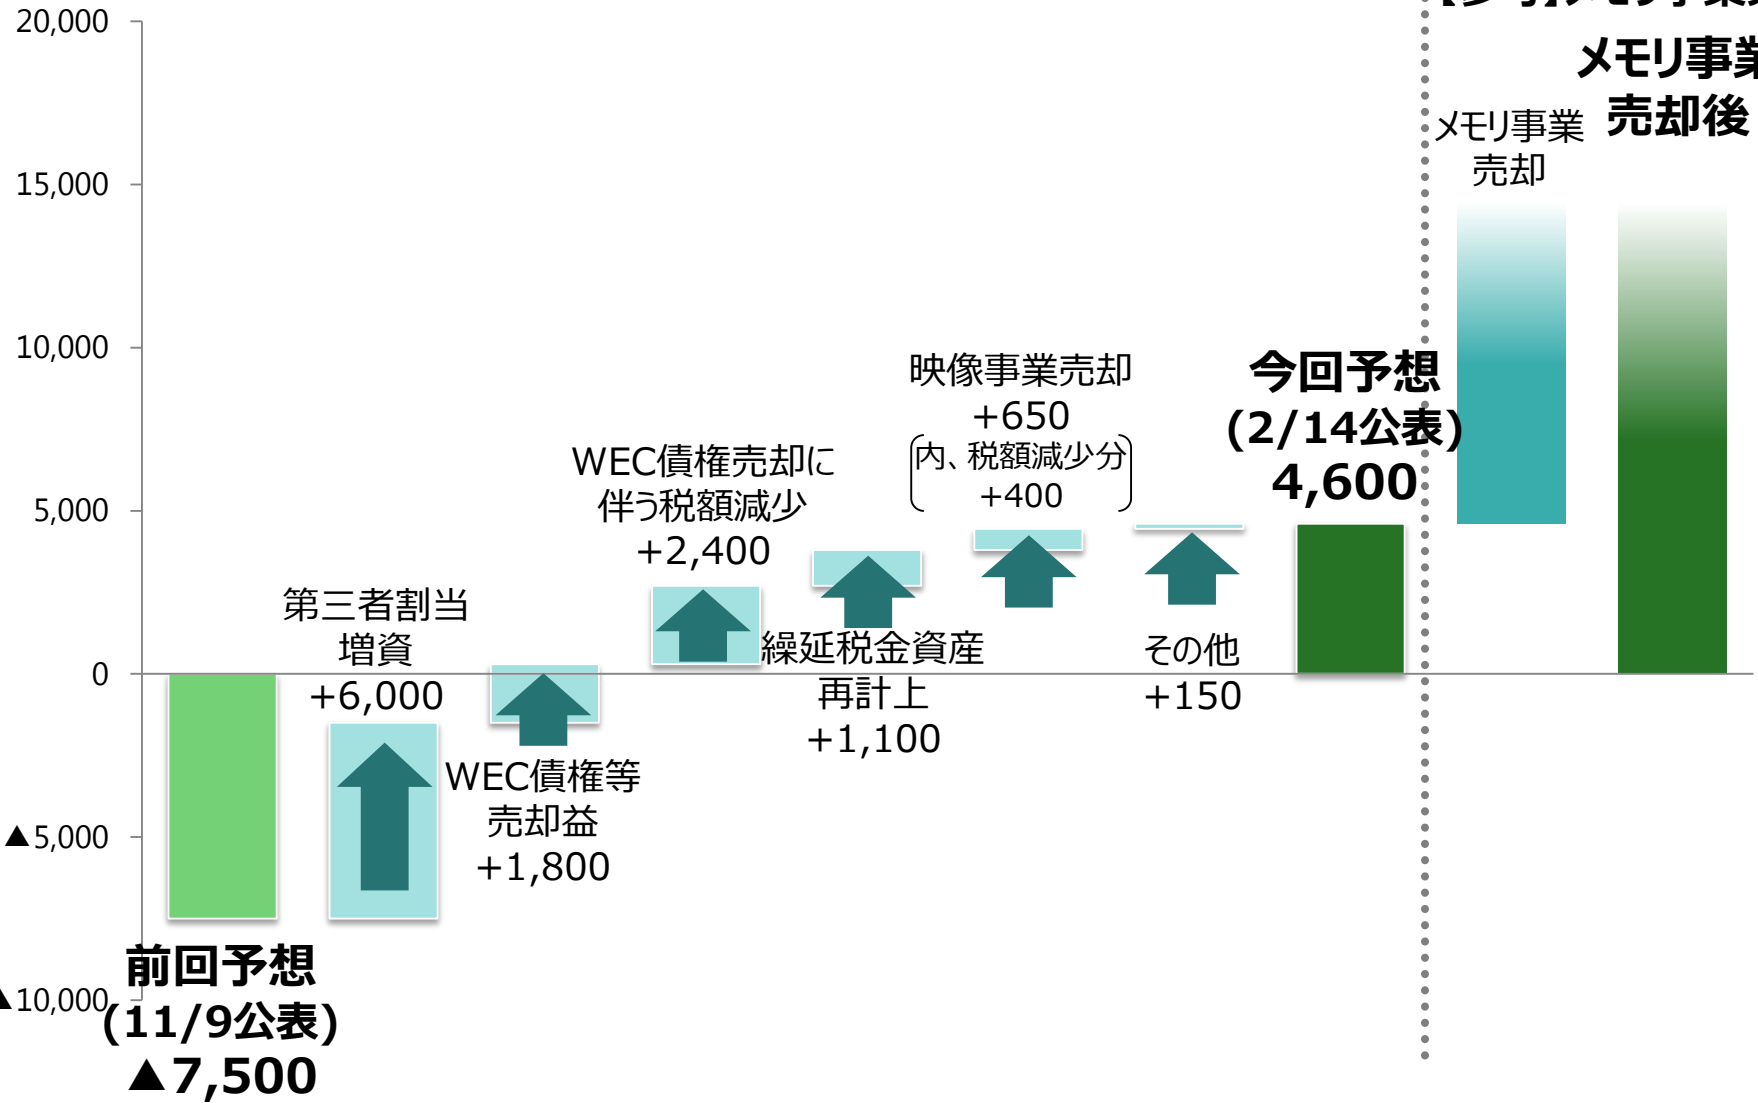 20,000
15,000
10,000
5,000
0
▲5,000
▲10,000
前回予想
(11/9公表)
▲7,500
第三者割当
増資
+6,000
WEC債権等
売却益
+1,800
WEC債権売却に
伴う税額減少
+2,400
繰延税金資産
再計上
+1,100
映像事業売却
+650
内、税額減少分
+400
その他
+150
今回予想
(2/14公表)
4,600
メモリ事業
売却
メモリ事業
売却後